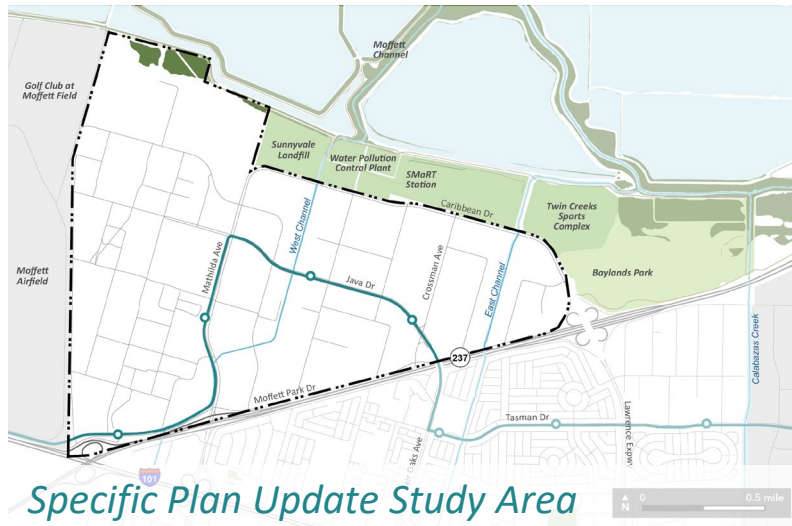 Moffett
Channel
Golf Club at
Moffett Field
Sunnyvale
Landfill
Water Pollution
Control Plant
SMaRT
Station
Caribbean Dr
Twin Creeks
Sports
Complex
Baylands Park
Moffett
Airfield
Mathilda Ave
West Channel
Java Dr
Crossman Ave
East Channel
237
Moffett Park Dr
Calabazas Creek
Tasman Dr
Lawrence Expwy
Oaks Ave
101
Specific Plan Update Study Area
N
0
0.5 mile